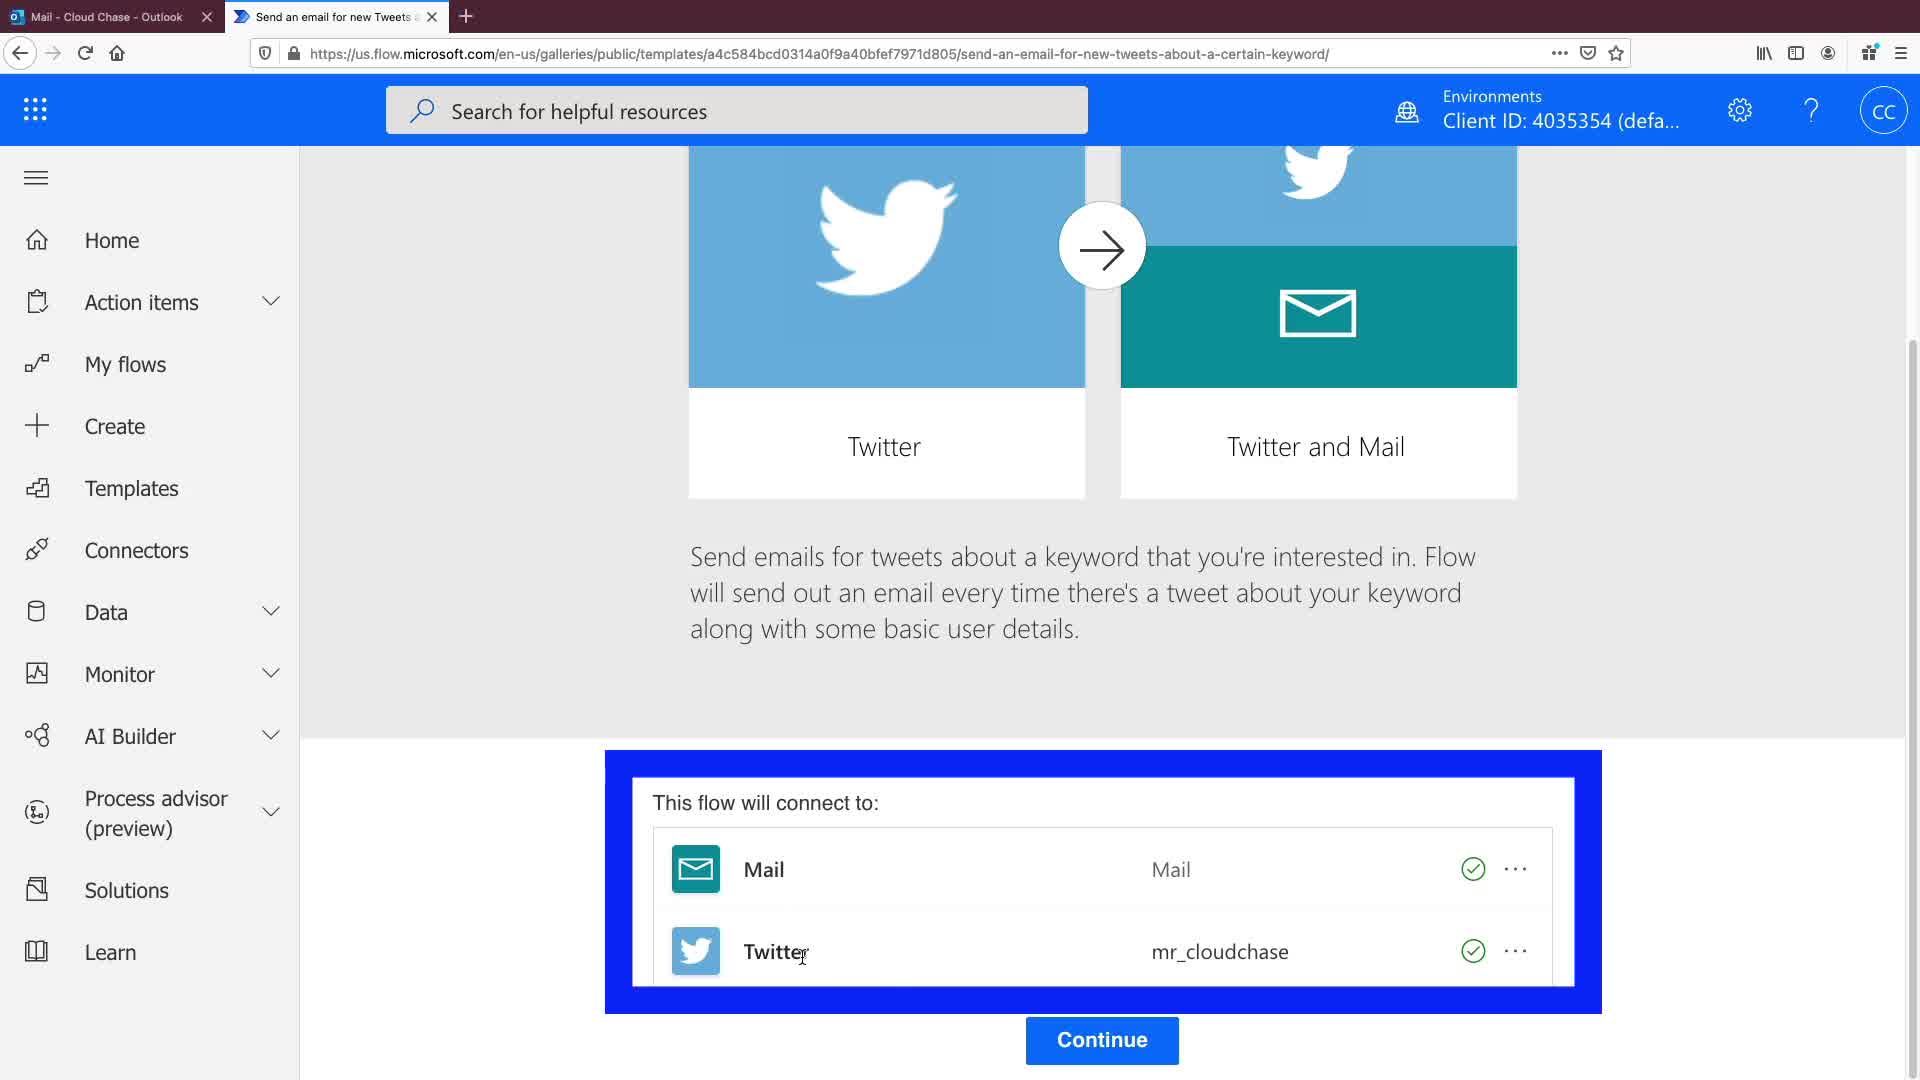 Mail - Cloud Chase - Outlook
Send an email for new Tweets a
https://us.flow.microsoft.com/en-us/galleries/public/templates/a4c584bcd0314a0f9a40bfef7971d805/send-an-email-for-new-tweets-about-a-certain-keyword/
Search for helpful resources
Environments
Client ID: 4035354 (defa...
CC
Home
Action items
My flows
Create
Templates
Connectors
Data
Monitor
AI Builder
Process advisor
(preview)
Solutions
Learn
Twitter
Twitter and Mail
Send emails for tweets about a keyword that you're interested in. Flow
will send out an email every time there's a tweet about your keyword
along with some basic user details.
This flow will connect to:
Mail
Mail
Twitter
mr_cloudchase
Continue